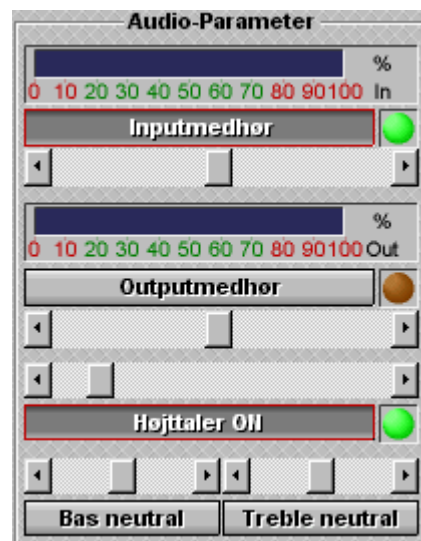 Audio-Parameter
%
0 10 20 30 40 50 60 70 80 90100 In
Inputmedhør
%
0 10 20 30 40 50 60 70 80 90100 Out
Outputmedhør
Højttaler ON
Bas neutral Treble neutral